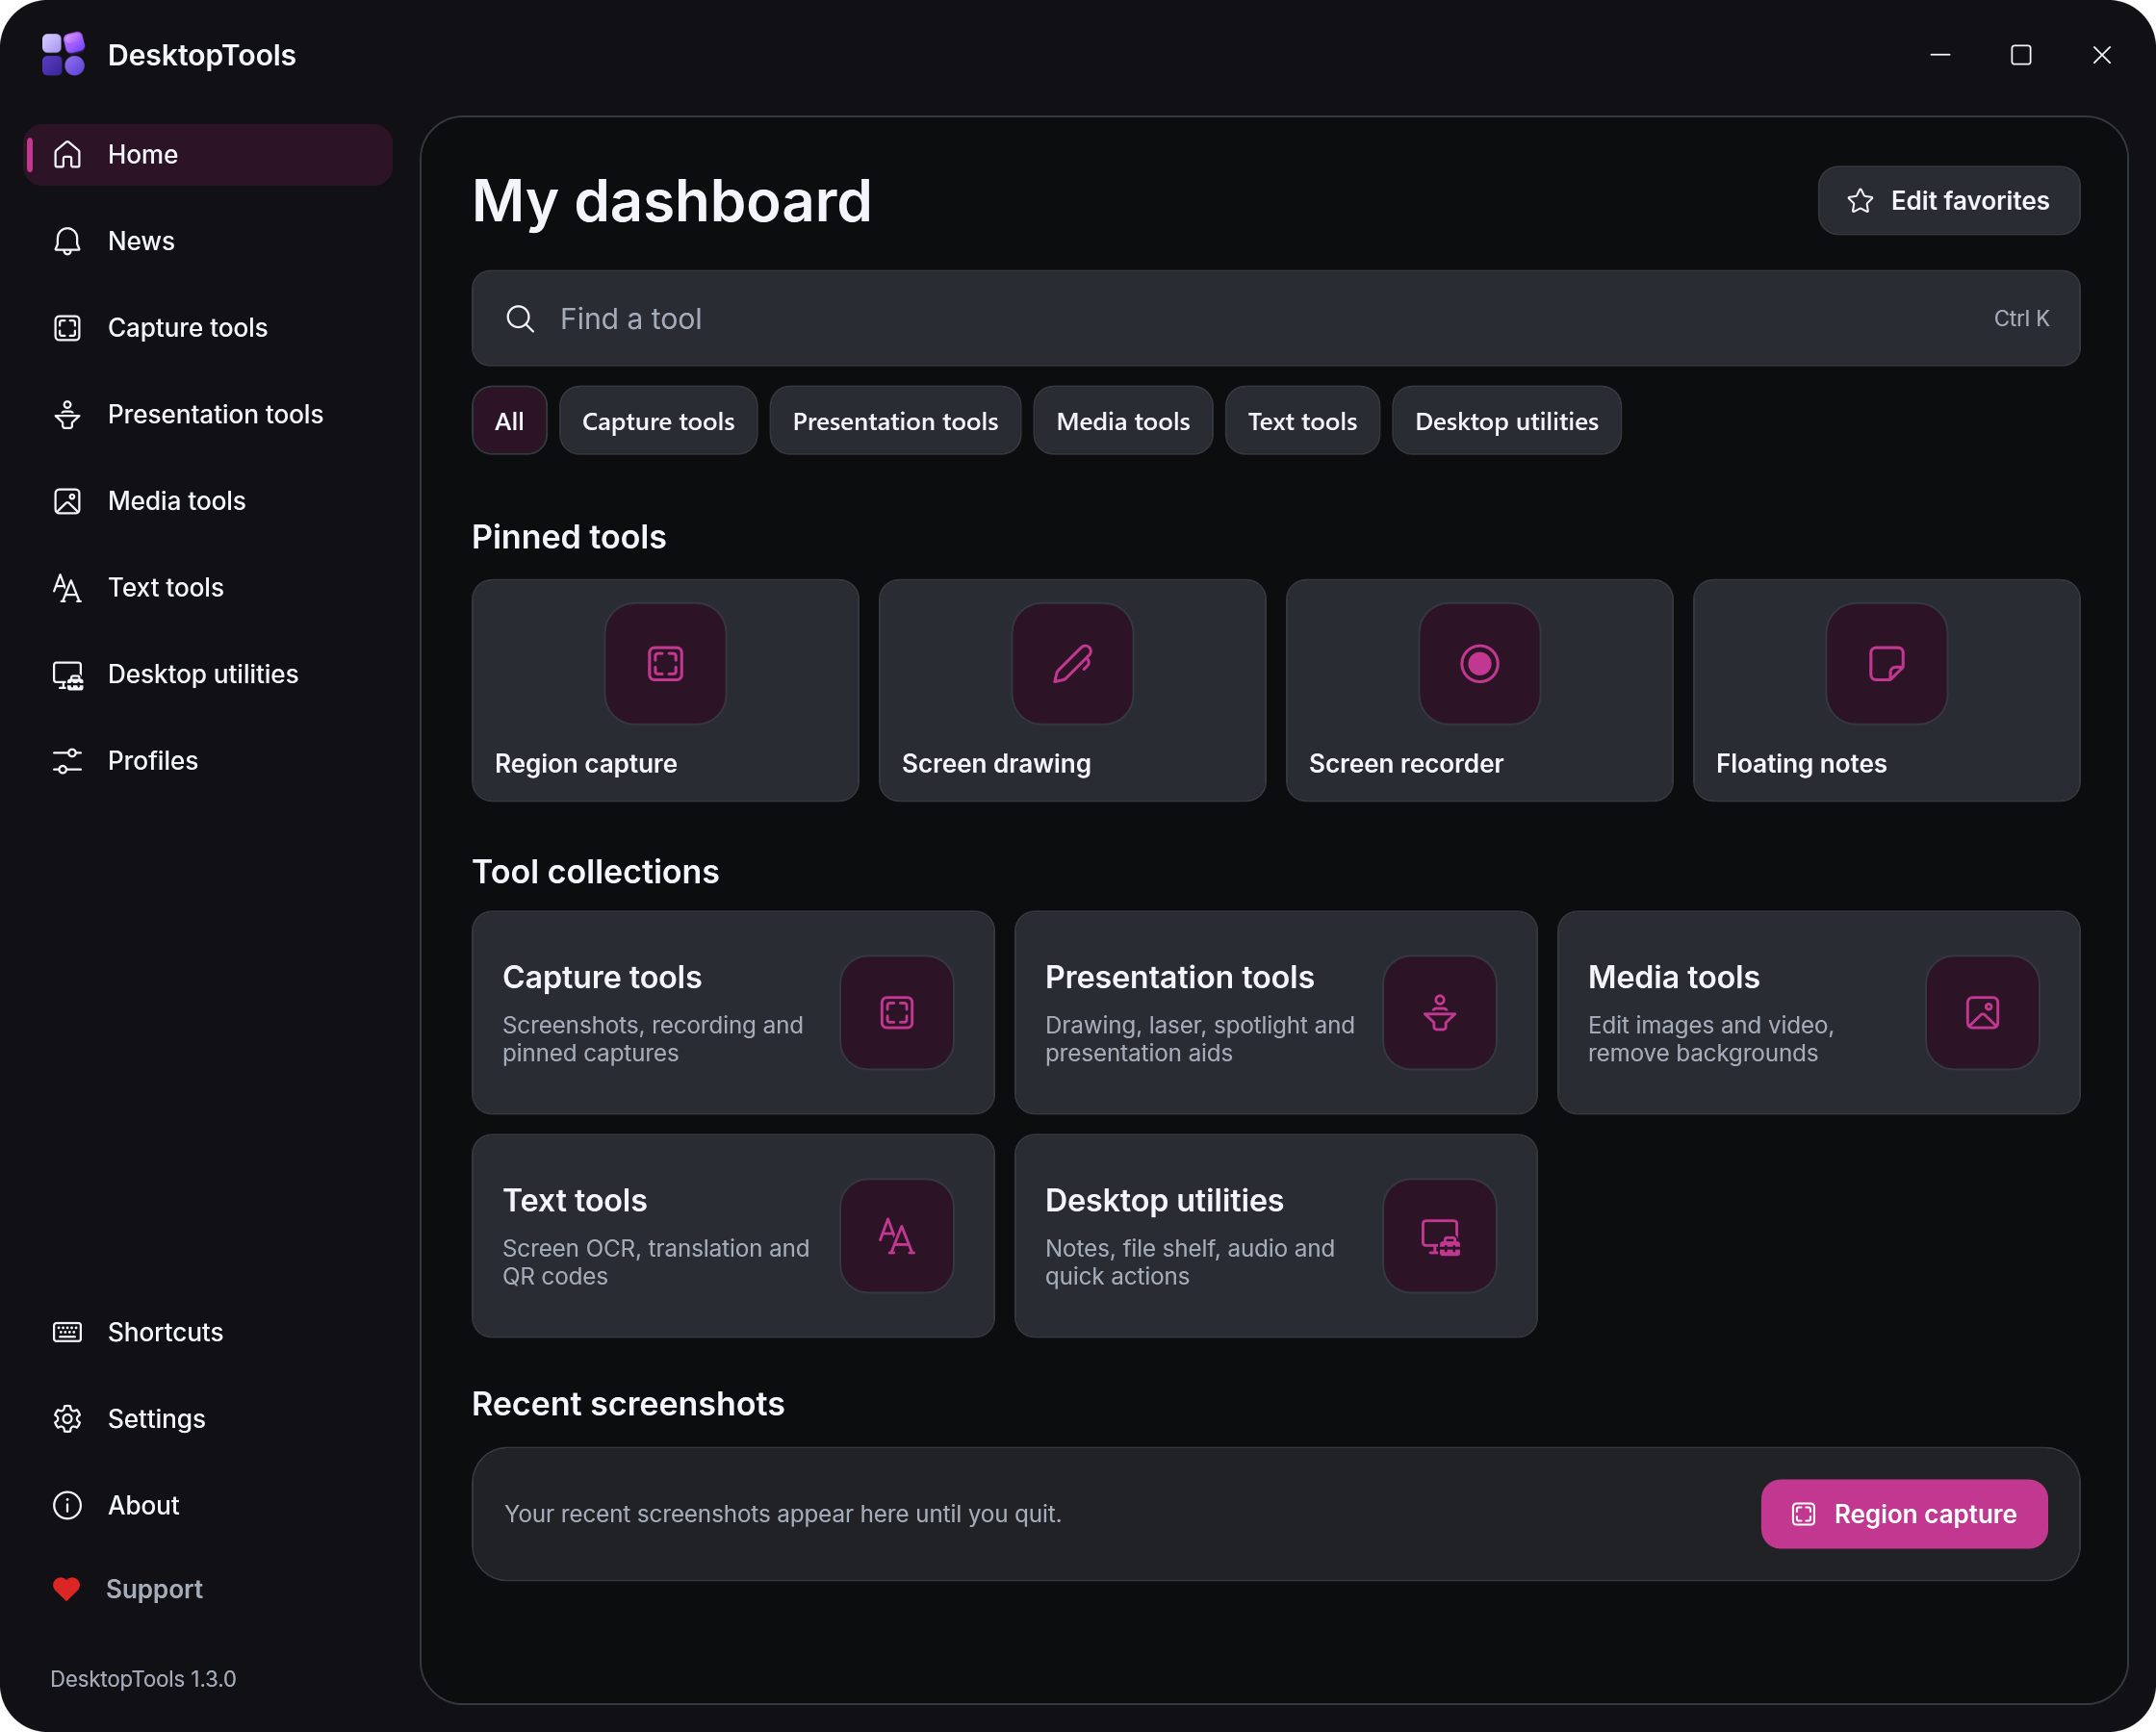 DesktopTools
Home
News
Capture tools
Presentation tools
Media tools
Text tools
Desktop utilities
Profiles
Shortcuts
Settings
About
Support
DesktopTools 1.3.0
My dashboard
Edit favorites
Find a tool
Ctrl K
All
Capture tools
Presentation tools
Media tools
Text tools
Desktop utilities
Pinned tools
Region capture
Screen drawing
Screen recorder
Floating notes
Tool collections
Capture tools
Screenshots, recording and
pinned captures
Presentation tools
Drawing, laser, spotlight and
presentation aids
Media tools
Edit images and video,
remove backgrounds
Text tools
Screen OCR, translation and
QR codes
Desktop utilities
Notes, file shelf, audio and
quick actions
Recent screenshots
Your recent screenshots appear here until you quit.
Region capture